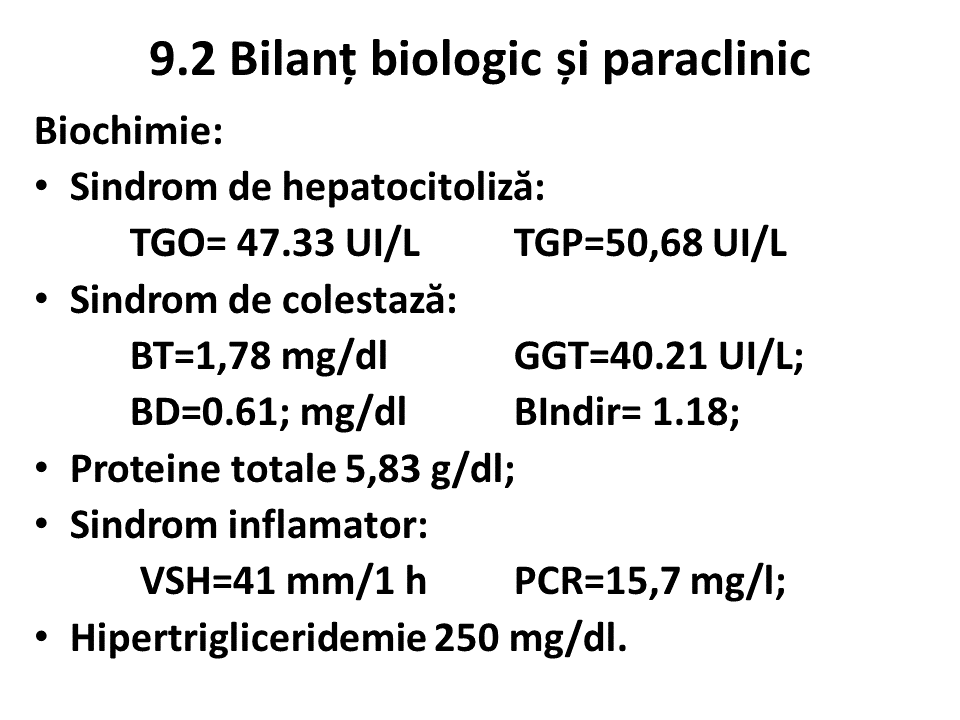 9.2 Bilanț biologic și paraclinic
Biochimie:
• Sindrom de hepatocitoliză:
TGO= 47.33 UI/L TGP=50,68 UI/L
• Sindrom de colestază:
BT=1,78 mg/dl GGT=40.21 UI/L;
BD=0.61; mg/dl BIndir= 1.18;
• Proteine totale 5,83 g/dl;
• Sindrom inflamator:
VSH=41 mm/1 h PCR=15,7 mg/l;
• Hipertrigliceridemie 250 mg/dl.